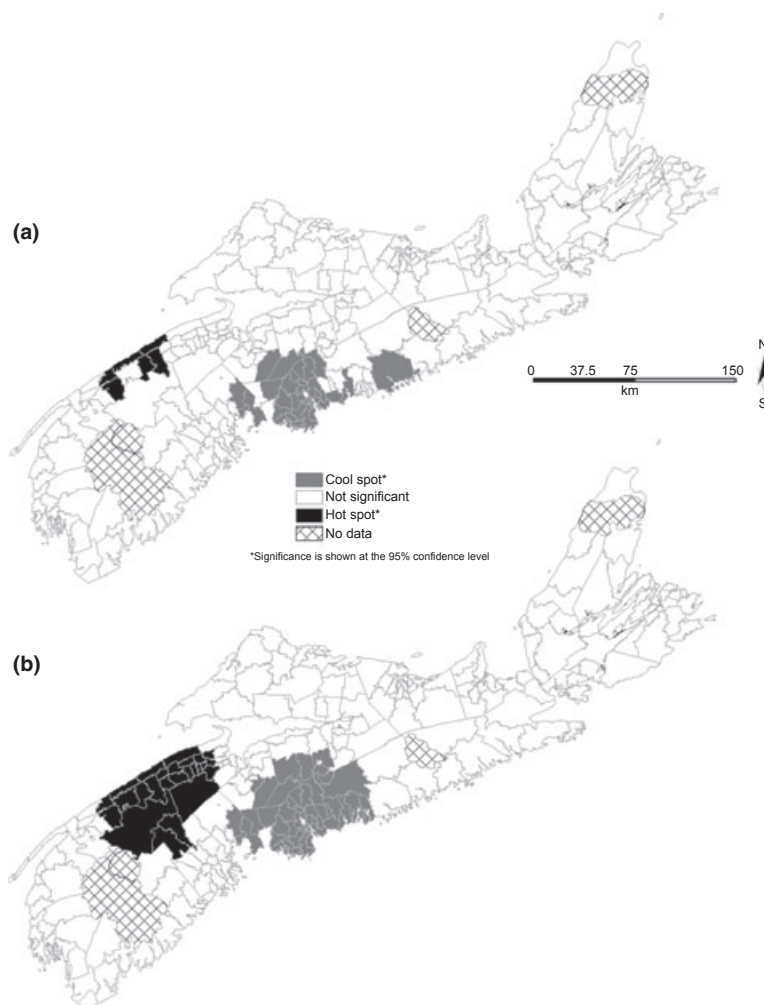 (a)
N
0 37.5 75 150
km
S
Cool spot*
Not significant
Hot spot*
No data
*Significance is shown at the 95% confidence level
(b)